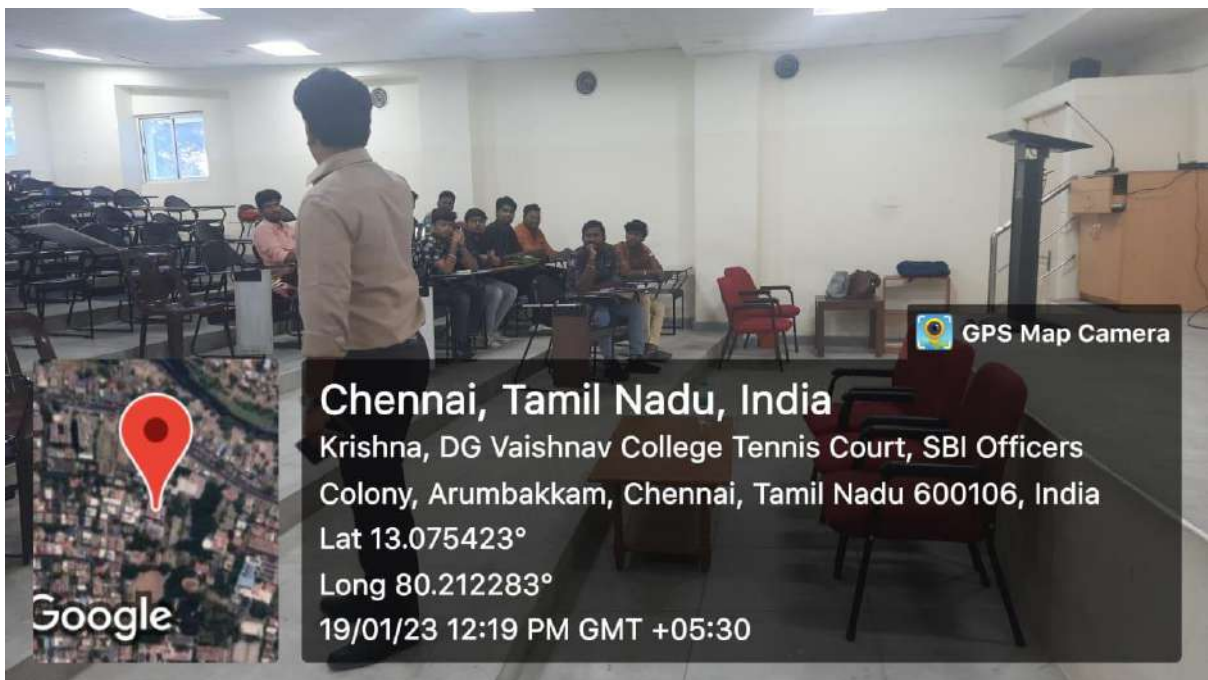 GPS Map Camera
Chennai, Tamil Nadu, India
Krishna, DG Vaishnav College Tennis Court, SBI Officers
Colony, Arumbakkam, Chennai, Tamil Nadu 600106, India
Lat 13.075423°
Long 80.212283°
19/01/23 12:19 PM GMT +05:30
Google